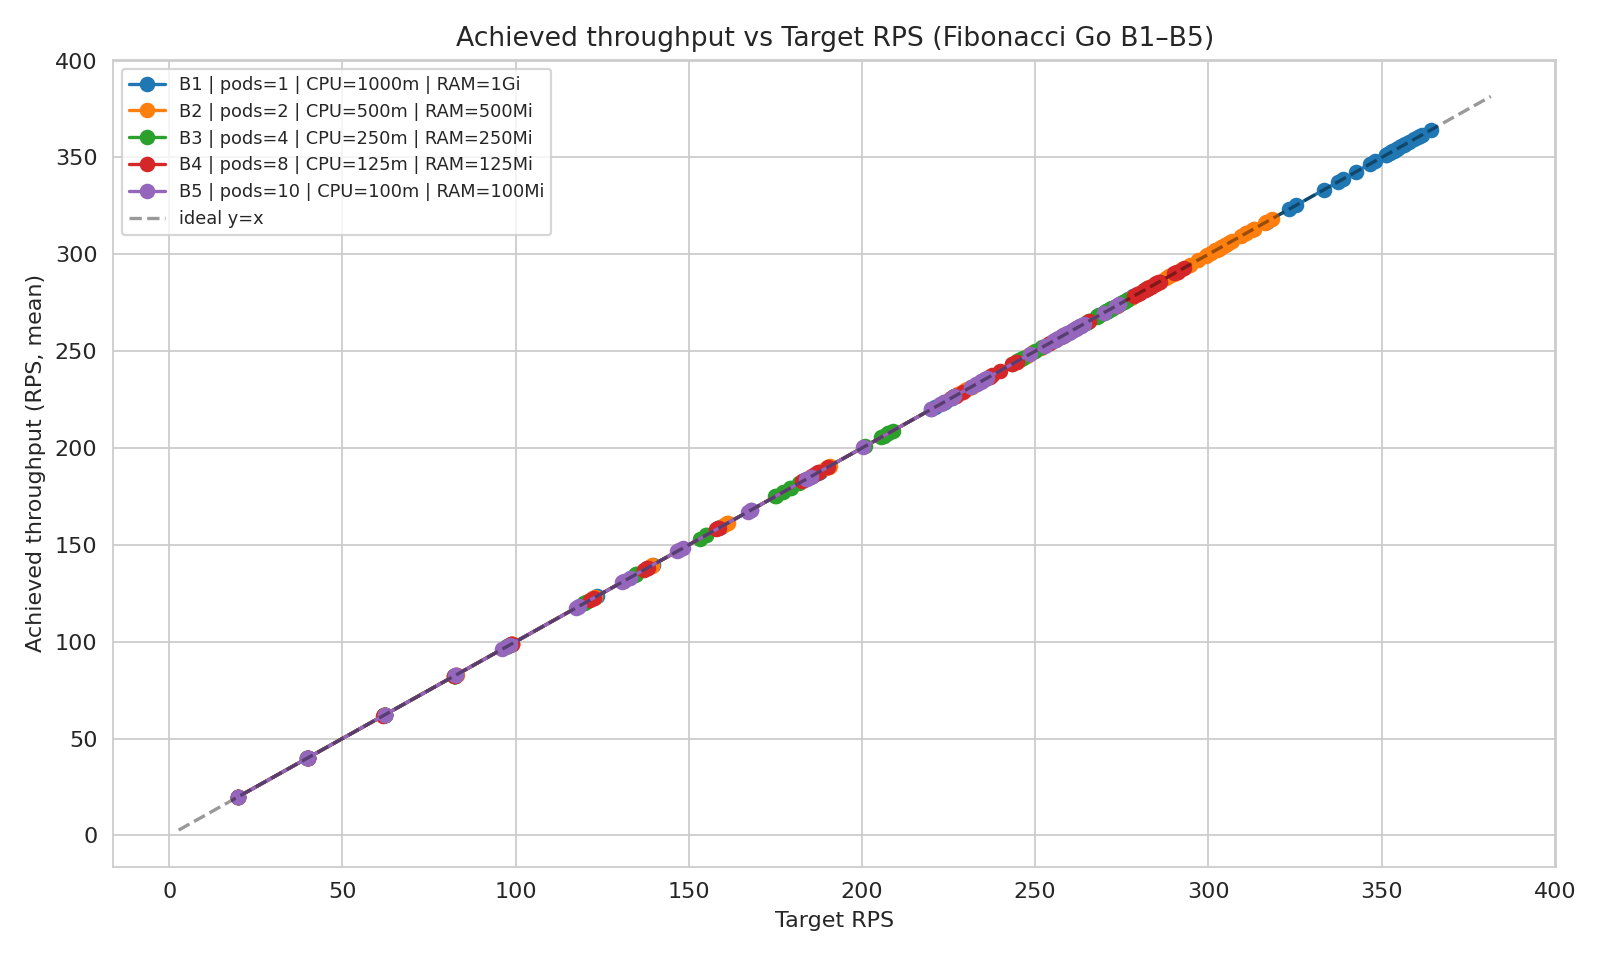 Achieved throughput vs Target RPS (Fibonacci Go B1–B5)
B1 | pods=1 | CPU=1000m | RAM=1Gi
B2 | pods=2 | CPU=500m | RAM=500Mi
B3 | pods=4 | CPU=250m | RAM=250Mi
B4 | pods=8 | CPU=125m | RAM=125Mi
B5 | pods=10 | CPU=100m | RAM=100Mi
ideal y=x
Achieved throughput (RPS, mean)
400
350
300
250
200
150
100
50
0
0 50 100 150 200 250 300 350 400
Target RPS